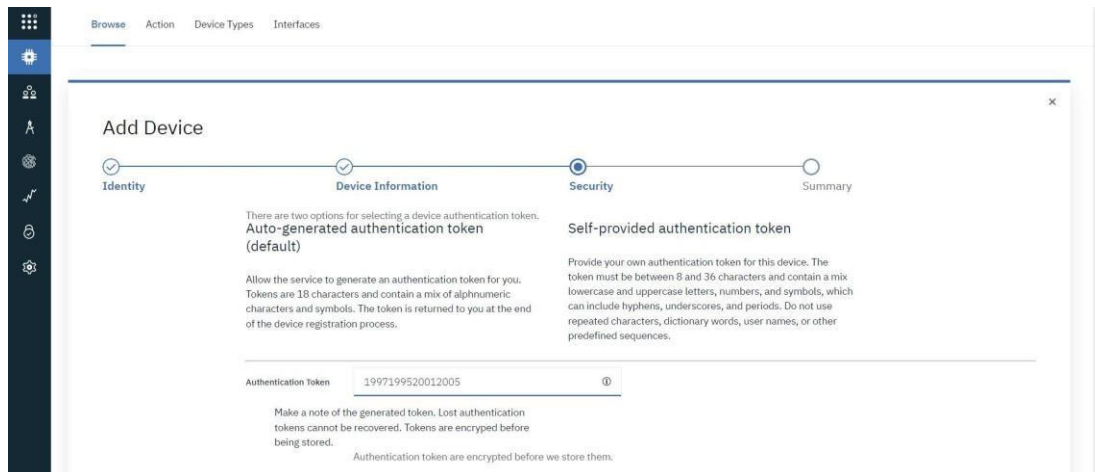 Browse Action Device Types Interfaces
Add Device
Identity Device Information Security Summary
There are two options for selecting a device authentication token.
Auto-generated authentication token
(default)
Allow the service to generate an authentication token for you.
Tokens are 18 characters and contain a mix of alphnumeric
characters and symbols. The token is returned to you at the end
of the device registration process.
Self-provided authentication token
Provide your own authentication token for this device. The
token must be between 8 and 36 characters and contain a mix
lowercase and uppercase letters, numbers, and symbols, which
can include hyphens, underscores, and periods. Do not use
repeated characters, dictionary words, user names, or other
predefined sequences.
Authentication Token 1997199520012005
Make a note of the generated token. Lost authentication
tokens cannot be recovered. Tokens are encryped before
being stored.
Authentication token are encrypted before we store them.